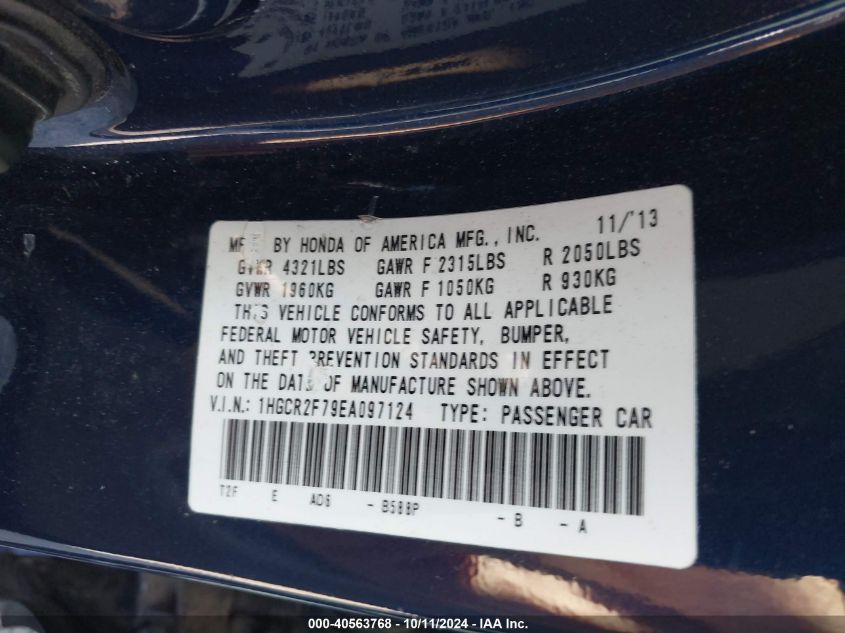 MF BY HONDA OF AMERICA MFG., INC. 11/'13
GVWR 4321LBS GAWR F 2315LBS R 2050LBS
GVWR 1960KG GAWR F 1050KG R 930KG
THIS VEHICLE CONFORMS TO ALL APPLICABLE
FEDERAL MOTOR VEHICLE SAFETY, BUMPER,
AND THEFT PREVENTION STANDARDS IN EFFECT
ON THE DATE OF MANUFACTURE SHOWN ABOVE.
V.I.N.: 1HGCR2F79EA097124 TYPE: PASSENGER CAR
T2F E AD6 - B588P - B - A
000-40563768 - 10/11/2024 - IAA Inc.